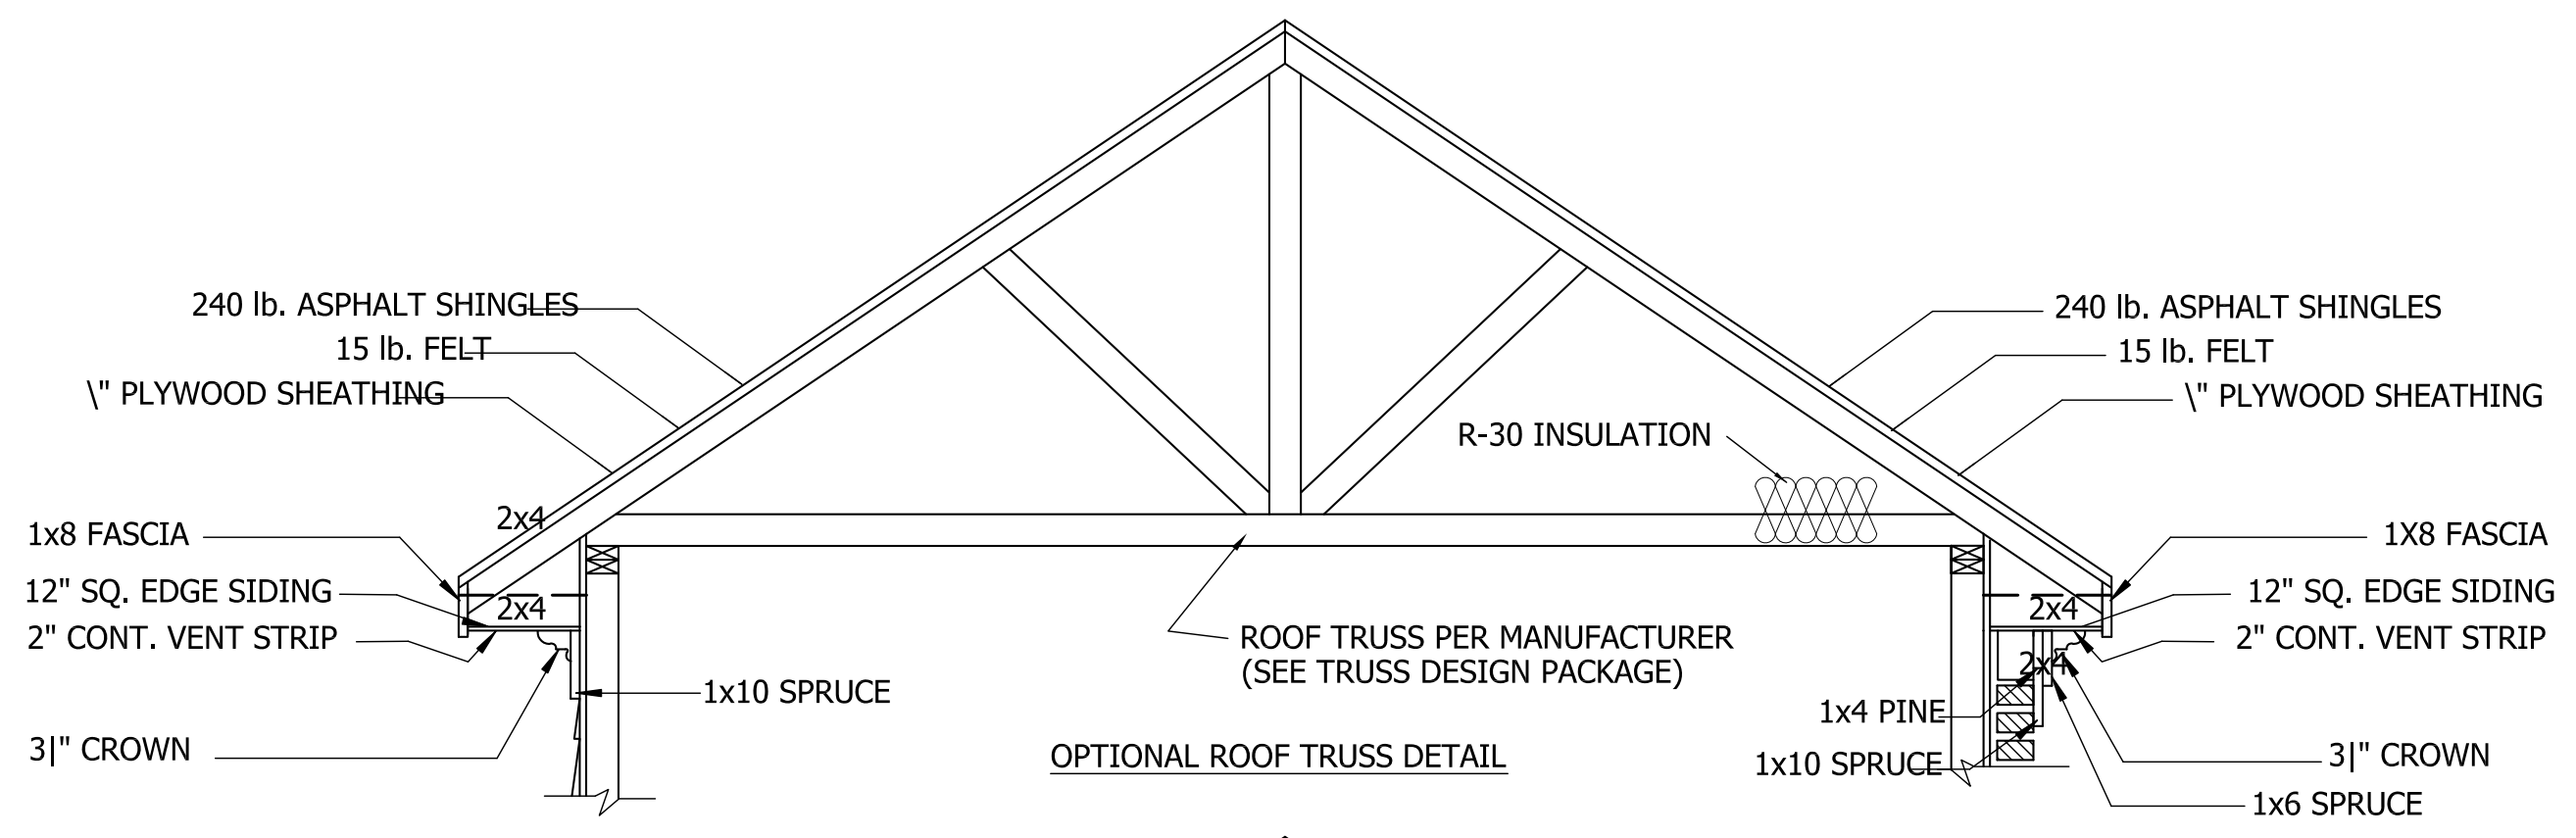 240 lb. ASPHALT SHINGLES
15 lb. FELT
\" PLYWOOD SHEATHING
2x4
1x8 FASCIA
12" SQ. EDGE SIDING
2x4
2" CONT. VENT STRIP
1x10 SPRUCE
3|" CROWN
R-30 INSULATION
ROOF TRUSS PER MANUFACTURER
(SEE TRUSS DESIGN PACKAGE)
OPTIONAL ROOF TRUSS DETAIL
240 lb. ASPHALT SHINGLES
15 lb. FELT
\" PLYWOOD SHEATHING
1X8 FASCIA
12" SQ. EDGE SIDING
2x4
2" CONT. VENT STRIP
2x4
1x4 PINE
1x10 SPRUCE
3|" CROWN
1x6 SPRUCE